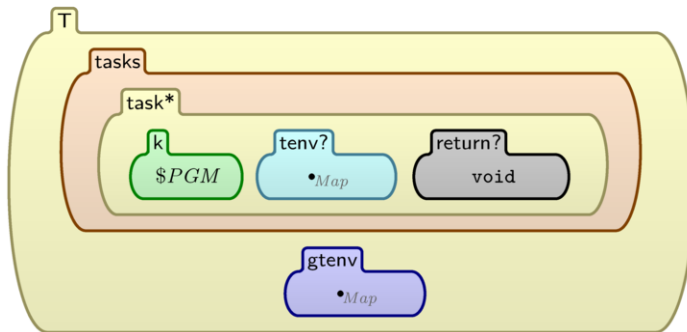 T
tasks
task*
k tenv? return?
$PGM •Map void
gtenv
•Map